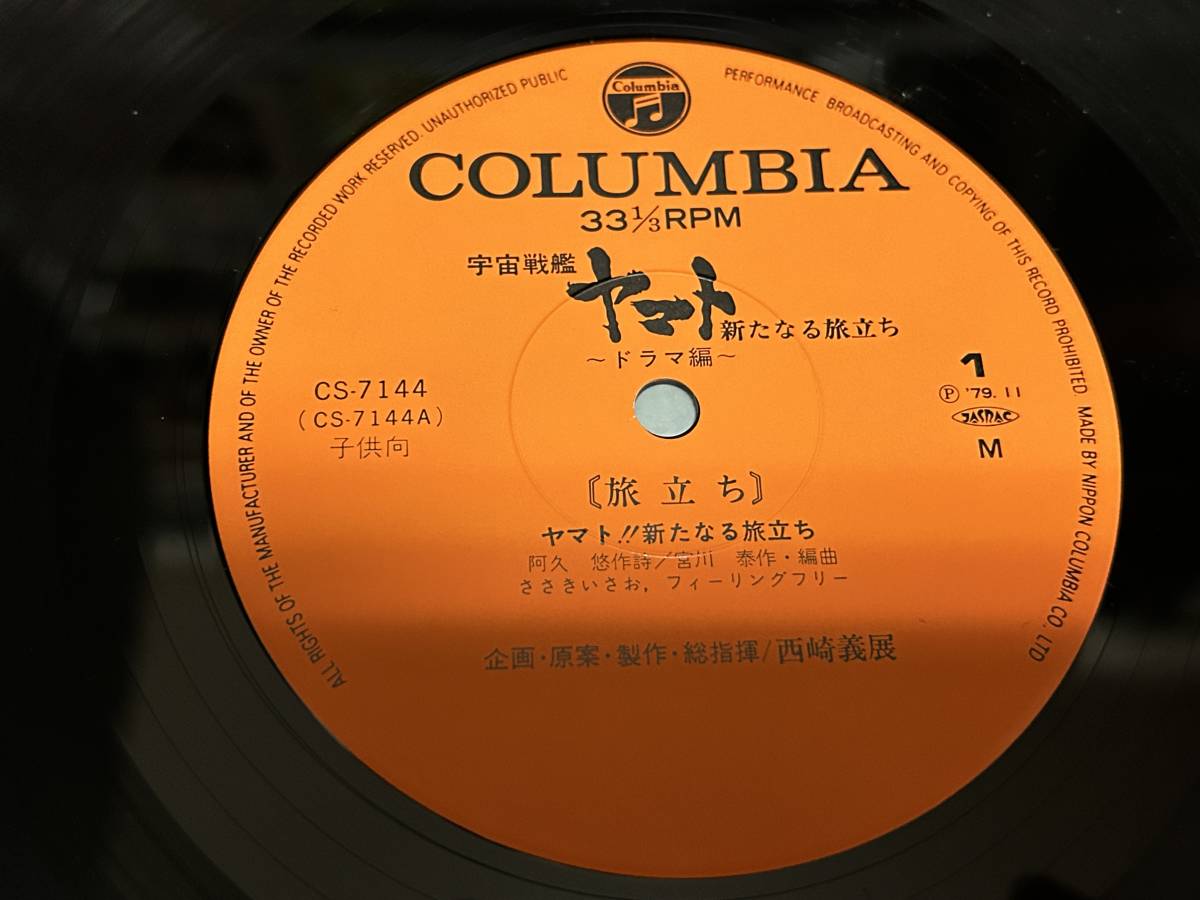 Columbia
COLUMBIA
33 1/3 RPM
宇宙戦艦
ヤマト
新たなる旅立ち
～ドラマ編～
CS-7144
(CS-7144A)
子供向
1
Ⓟ '79. 11
JASRAC
M
〘旅立ち〙
ヤマト!!新たなる旅立ち
阿久 悠作詩/宮川 泰作・編曲
ささきいさお, フィーリングフリー
企画・原案・製作・総指揮/西崎義展
ALL RIGHTS OF THE MANUFACTURER AND OF THE OWNER OF THE RECORDED WORK RESERVED. UNAUTHORIZED PUBLIC PERFORMANCE BROADCASTING AND COPYING OF THIS RECORD PROHIBITED. MADE BY NIPPON COLUMBIA CO. LTD